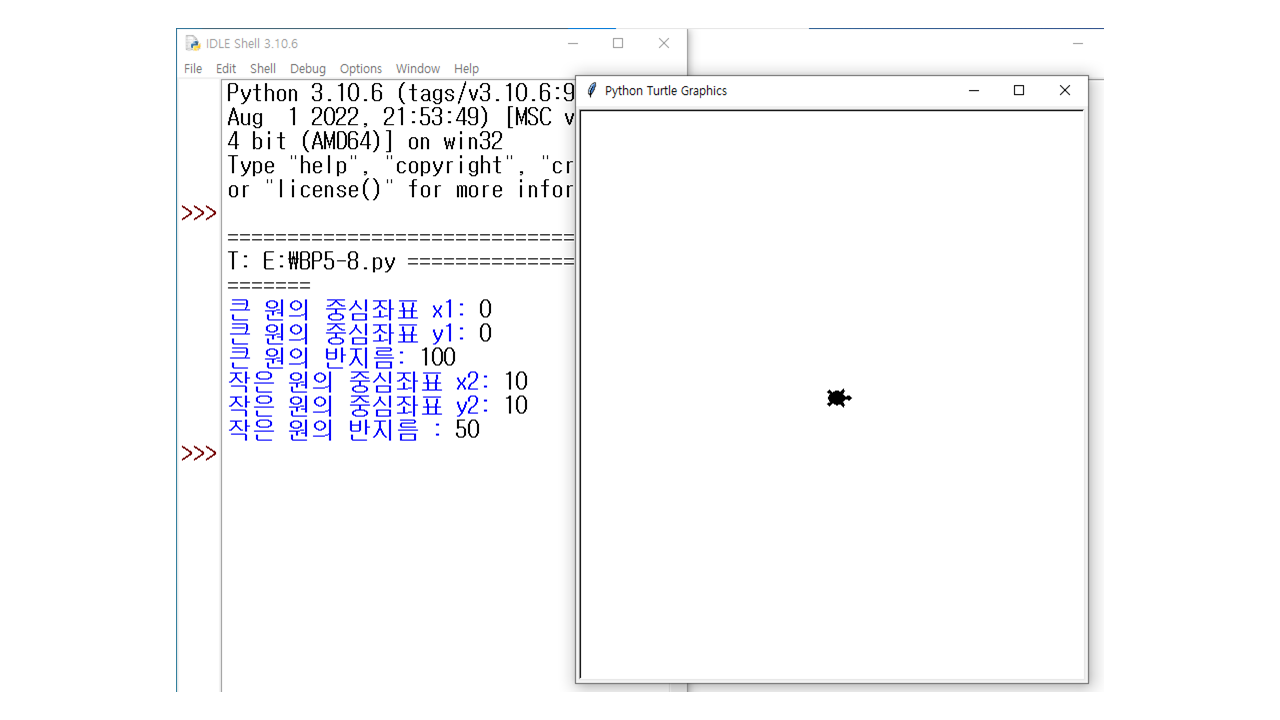 IDLE Shell 3.10.6
File Edit Shell Debug Options Window Help
Python 3.10.6 (tags/v3.10.6:9
Aug  1 2022, 21:53:49) [MSC v
4 bit (AMD64)] on win32
Type "help", "copyright", "cr
or "license()" for more infor
>>>
=============================
T: E:₩BP5-8.py ==============
=======
큰 원의 중심좌표 x1: 0
큰 원의 중심좌표 y1: 0
큰 원의 반지름: 100
작은 원의 중심좌표 x2: 10
작은 원의 중심좌표 y2: 10
작은 원의 반지름 : 50
>>>
Python Turtle Graphics